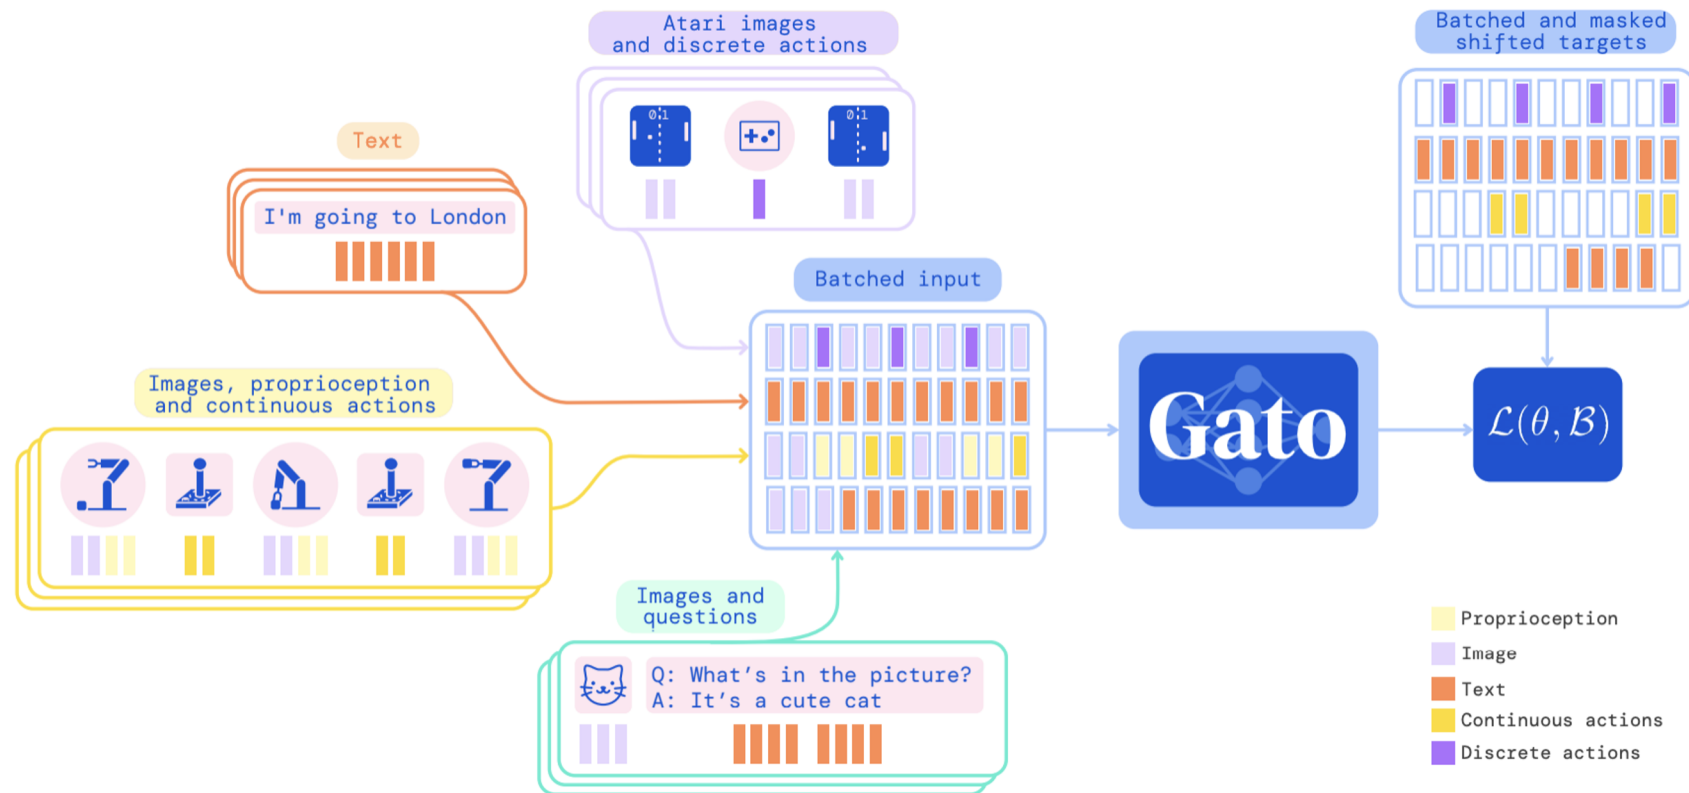 Atari images
and discrete actions
0 1
0 1
Batched and masked
shifted targets
Text
I'm going to London
Batched input
Images, proprioception
and continuous actions
Gato
ℒ(θ, ℬ)
Images and
questions
Q: What's in the picture?
A: It's a cute cat
Proprioception
Image
Text
Continuous actions
Discrete actions